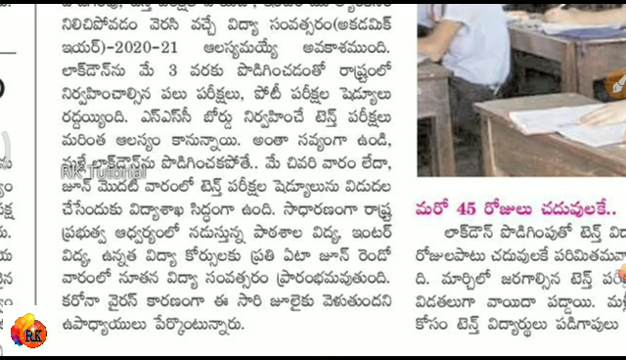 నిలిచిపోవడం వెరసి వచ్చే విద్యా సంవత్సరం(అకడమిక్
ఇయర్)-2020-21 ఆలస్యమయ్యే అవకాశముంది.
లాక్‌డౌన్‌ను మే 3 వరకు పొడిగించడంతో రాష్ట్రంలో
నిర్వహించాల్సిన పలు పరీక్షలు, పోటీ పరీక్షల షెడ్యూలు
రద్దయ్యింది. ఎస్ఎస్‌సీ బోర్డు నిర్వహించే టెన్త్ పరీక్షలు
మరింత ఆలస్యం కానున్నాయి. అంతా సవ్యంగా ఉండి,
మళ్లీ లాక్‌డౌన్‌ను పొడిగించకపోతే.. మే చివరి వారం లేదా,
RK Tutorial
జూన్ మొదటి వారంలో టెన్త్ పరీక్షల షెడ్యూలును విడుదల
చేసేందుకు విద్యాశాఖ సిద్ధంగా ఉంది. సాధారణంగా రాష్ట్ర
ప్రభుత్వ ఆధ్వర్యంలో నడుస్తున్న పాఠశాల విద్య, ఇంటర్
విద్య, ఉన్నత విద్యా కోర్సులకు ప్రతి ఏటా జూన్ రెండో
వారంలో నూతన విద్యా సంవత్సరం ప్రారంభమవుతుంది.
కరోనా వైరస్ కారణంగా ఈ సారి జూలైకు వెళుతుందని
ఉపాధ్యాయులు పేర్కొంటున్నారు.
RK
మరో 45 రోజులు చదువులకే..
లాక్‌డౌన్ పొడిగింపుతో టెన్త్
రోజులపాటు చదువులకే
ది. మార్చిలో జరగాల్సిన టెన్త్
విడతలుగా వాయిదా పడ్డాయి.
కోసం టెన్త్ విద్యార్థులు పడిగాపులు